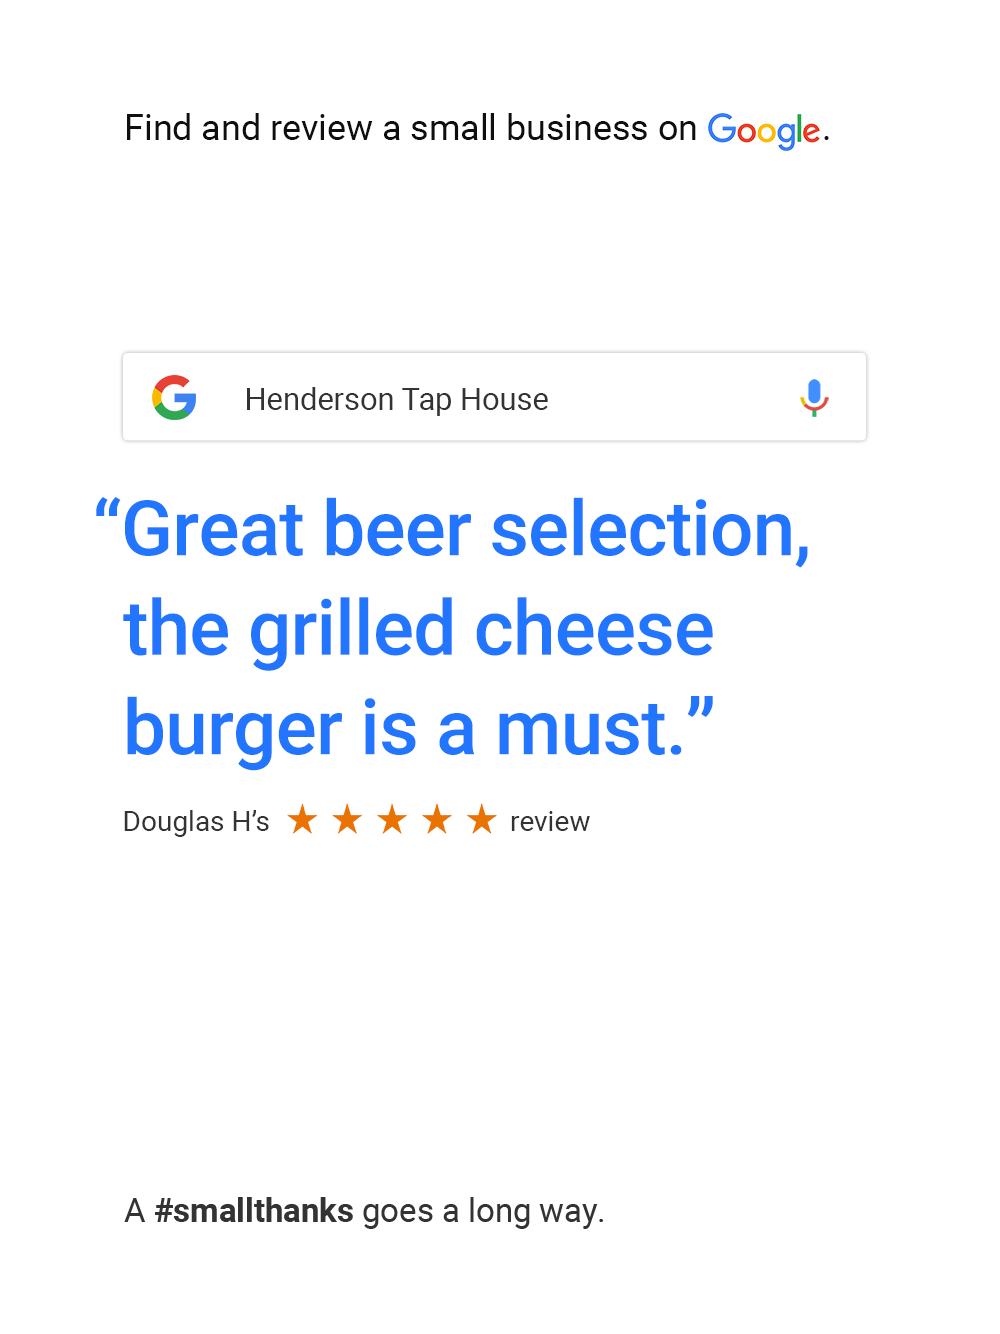 Find and review a small business on Google.
G Henderson Tap House
“Great beer selection,
the grilled cheese
burger is a must.”
Douglas H’s ★ ★ ★ ★ ★ review
A #smallthanks goes a long way.